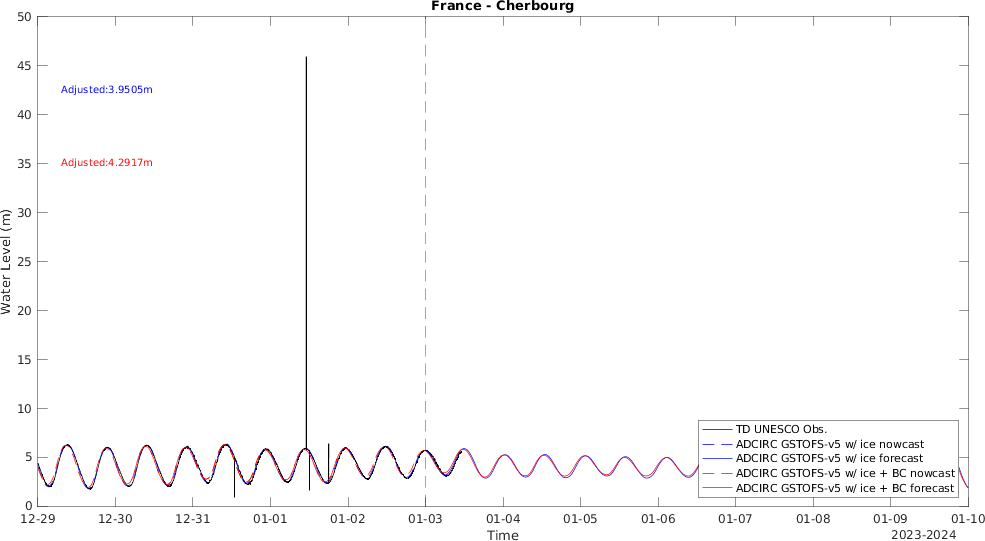 France - Cherbourg
50
45
40
35
30
25
20
15
10
5
0
Water Level (m)
Adjusted:3.9505m
Adjusted:4.2917m
TD UNESCO Obs.
ADCIRC GSTOFS-v5 w/ ice nowcast
ADCIRC GSTOFS-v5 w/ ice forecast
ADCIRC GSTOFS-v5 w/ ice + BC nowcast
ADCIRC GSTOFS-v5 w/ ice + BC forecast
12-29 12-30 12-31 01-01 01-02 01-03 01-04 01-05 01-06 01-07 01-08 01-09 01-10
Time
2023-2024